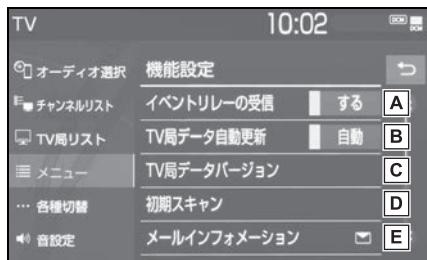 TV
10:02
DCM
DCM
オーディオ選択
チャンネルリスト
TV局リスト
メニュー
各種切替
音設定
機能設定
イベントリレーの受信 する A
TV局データ自動更新 自動 B
TV局データバージョン C
初期スキャン D
メールインフォメーション E